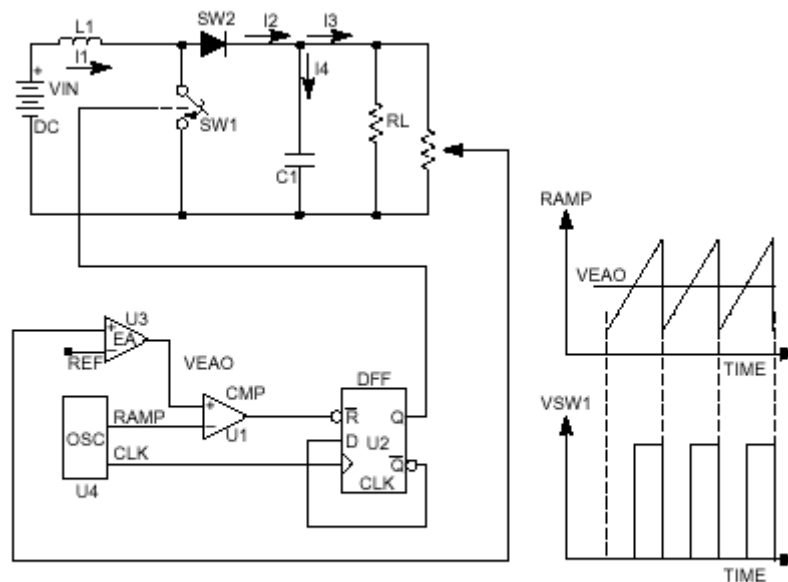 L1
SW2
I2
I3
I1
I4
+
VIN
SW1
RL
DC
C1
RAMP
VEAO
TIME
U3
+
EA
−
REF
VEAO
CMP
DFF
+
−
U1
R
Q
OSC
RAMP
D
U2
CLK
Q
CLK
U4
VSW1
TIME